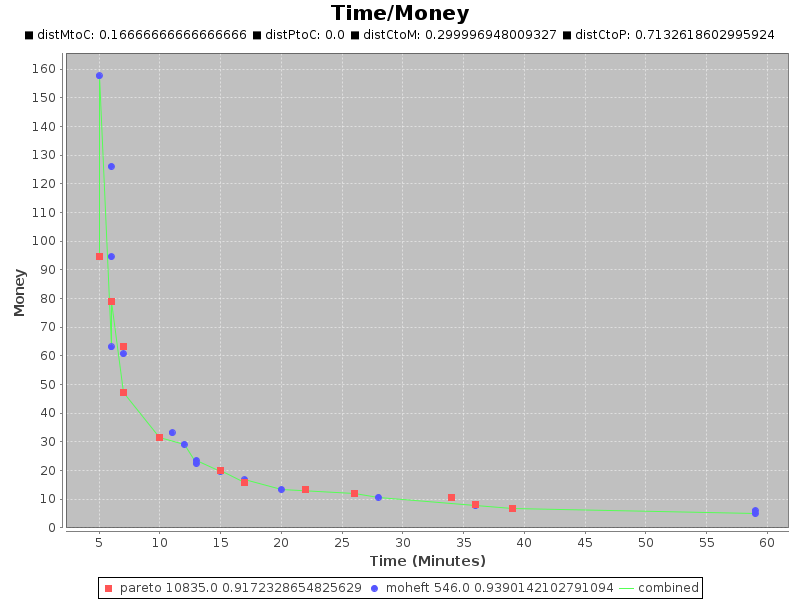 Time/Money
distMtoC: 0.16666666666666666 distPtoC: 0.0 distCtoM: 0.299996948009327 distCtoP: 0.7132618602995924
160
150
140
130
120
110
100
90
80
70
60
50
40
30
20
10
0
Money
5 10 15 20 25 30 35 40 45 50 55 60
Time (Minutes)
pareto 10835.0 0.9172328654825629 moheft 546.0 0.9390142102791094 combined